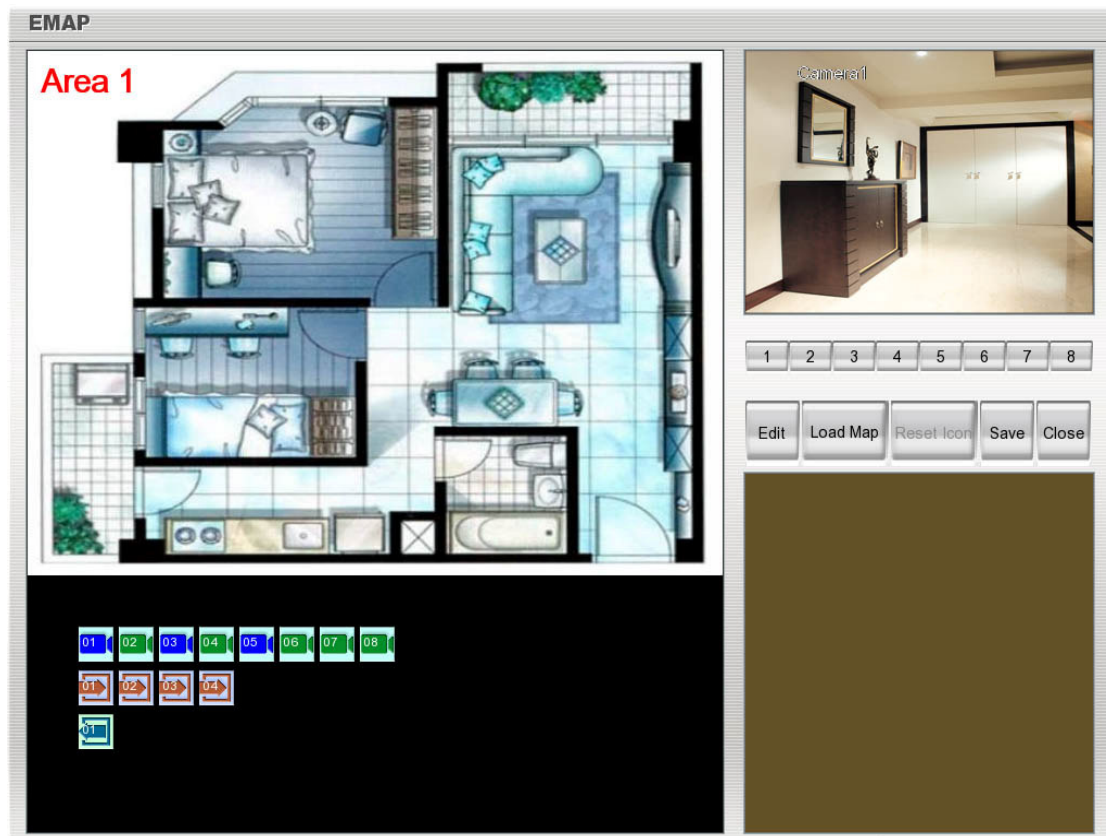 EMAP
Area 1
Camera1
1 2 3 4 5 6 7 8
Edit Load Map Reset Icon Save Close
01 02 03 04 05 06 07 08
01 02 03 04
01